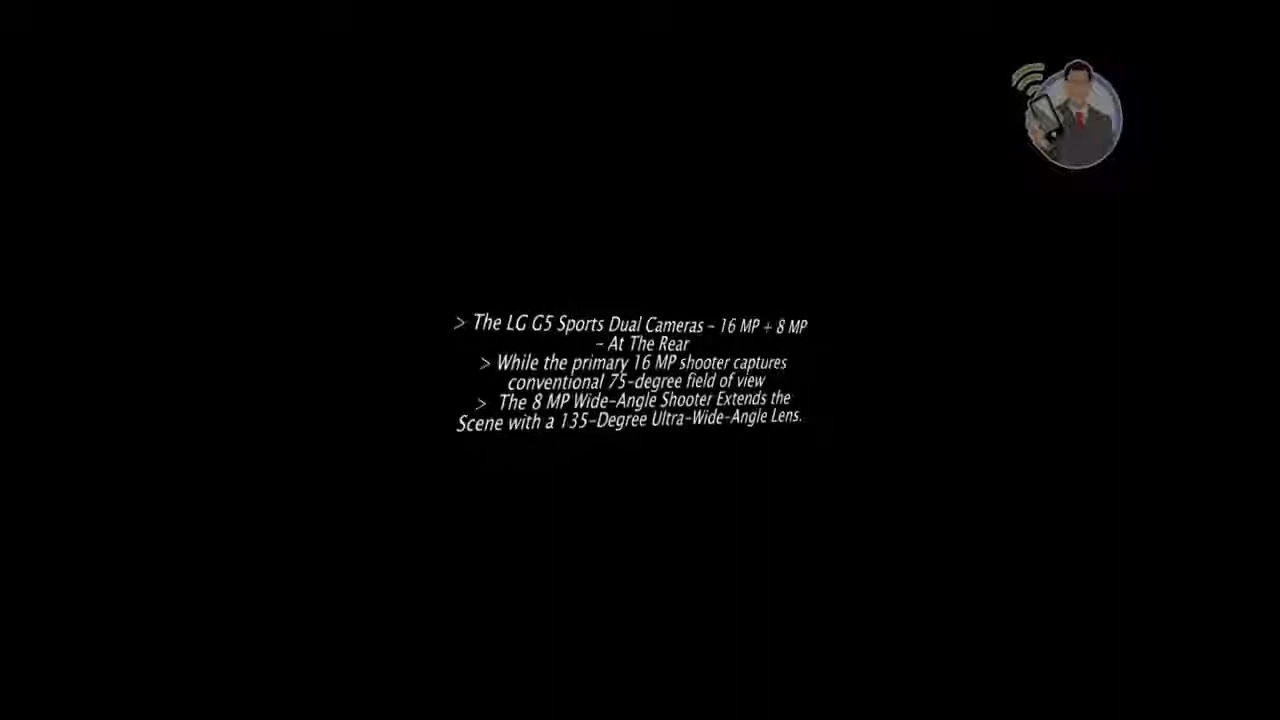 > The LG G5 Sports Dual Cameras - 16 MP + 8 MP
- At The Rear
> While the primary 16 MP shooter captures
conventional 75-degree field of view
> The 8 MP Wide-Angle Shooter Extends the
Scene with a 135-Degree Ultra-Wide-Angle Lens.